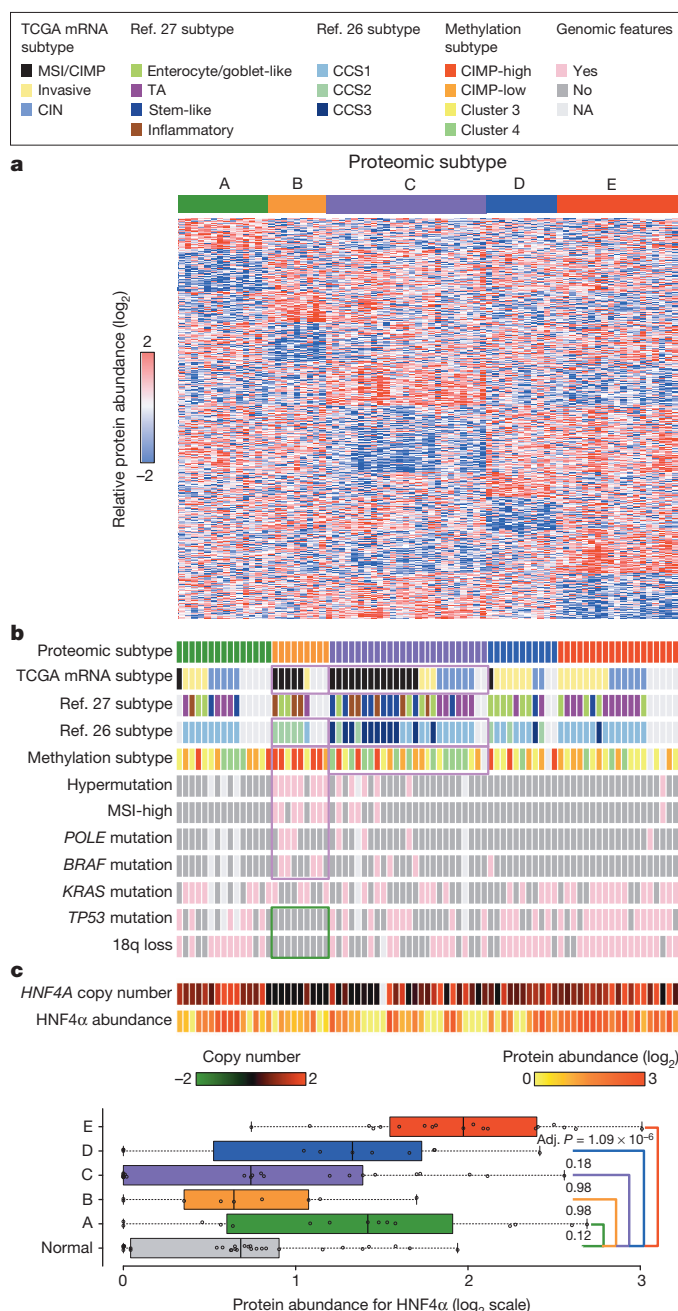 TCGA mRNA subtype
MSI/CIMP
Invasive
CIN
Ref. 27 subtype
Enterocyte/goblet-like
TA
Stem-like
Inflammatory
Ref. 26 subtype
CCS1
CCS2
CCS3
Methylation subtype
CIMP-high
CIMP-low
Cluster 3
Cluster 4
Genomic features
Yes
No
NA
a
Proteomic subtype
A B C D E
Relative protein abundance (log2)
2
−2
b
Proteomic subtype
TCGA mRNA subtype
Ref. 27 subtype
Ref. 26 subtype
Methylation subtype
Hypermutation
MSI-high
POLE mutation
BRAF mutation
KRAS mutation
TP53 mutation
18q loss
c
HNF4A copy number
HNF4α abundance
Copy number
−2 2
Protein abundance (log2)
0 3
E
D
C
B
A
Normal
Adj. P = 1.09 × 10−6
0.18
0.98
0.98
0.12
0 1 2 3
Protein abundance for HNF4α (log2 scale)